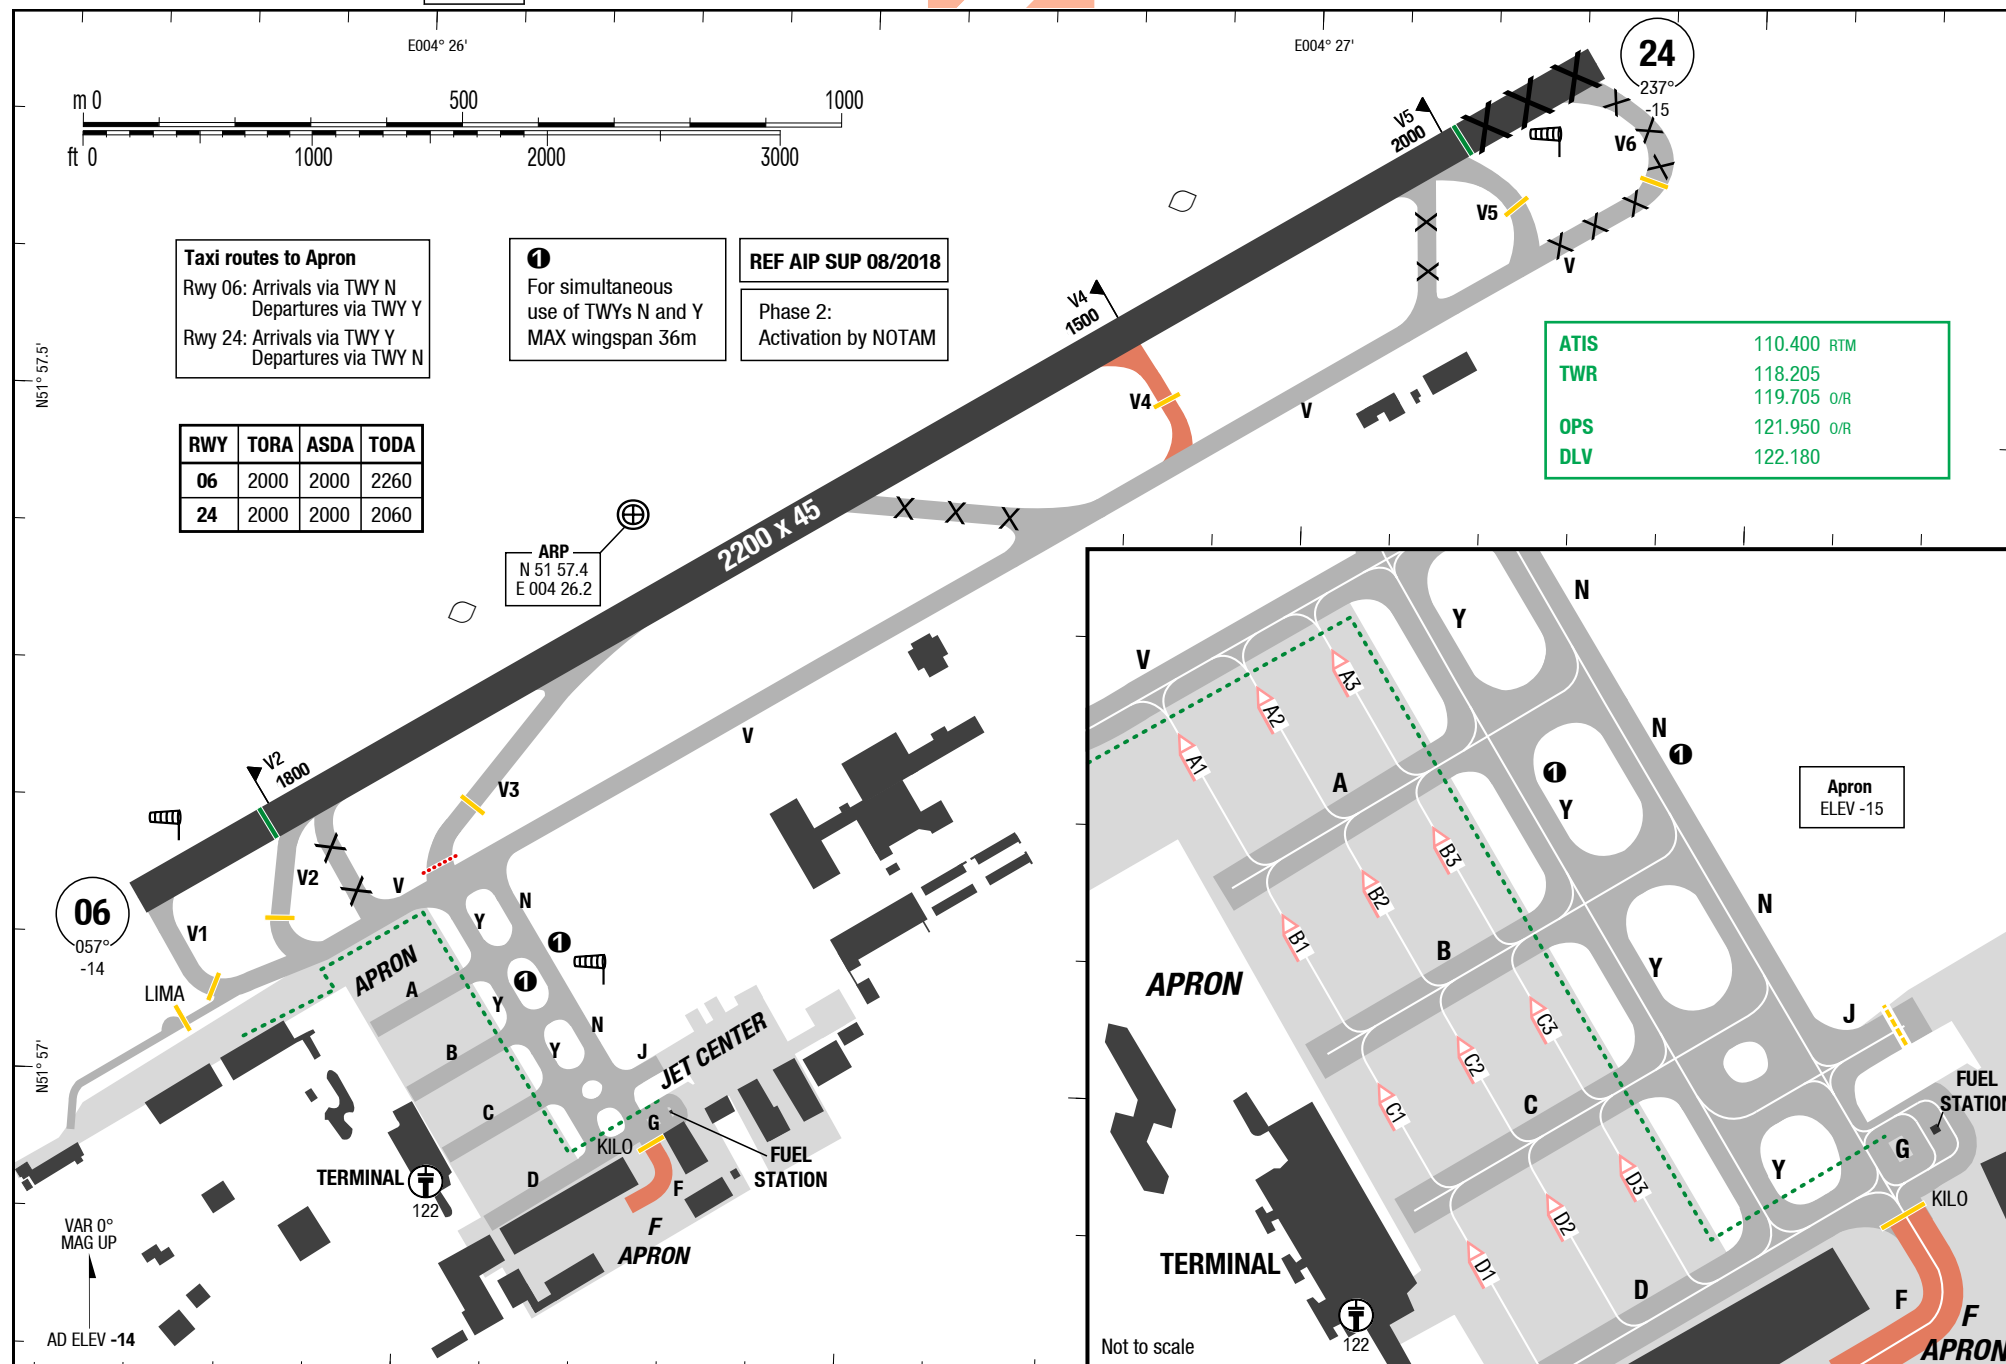 E004° 26'
E004° 27'
24
237°
-15
m 0 500 1000
ft 0 1000 2000 3000
V5
2000
V6
V5
V
Taxi routes to Apron
Rwy 06: Arrivals via TWY N
Departures via TWY Y
Rwy 24: Arrivals via TWY Y
Departures via TWY N
1
For simultaneous
use of TWYs N and Y
MAX wingspan 36m
REF AIP SUP 08/2018
Phase 2:
Activation by NOTAM
V4
1500
V4
V
ATIS 110.400 RTM
TWR 118.205
119.705 O/R
OPS 121.950 O/R
DLV 122.180
N51° 57.5'
RWY TORA ASDA TODA
06 2000 2000 2260
24 2000 2000 2060
2200 x 45
ARP
N 51 57.4
E 004 26.2
V
V2
1800
V3
V2
V
06
057°
-14
V1
LIMA
N
Y
1
1
APRON
A
Y
N
B
Y
J
JET CENTER
C
G
KILO
FUEL
STATION
D
F
TERMINAL
122
F
APRON
N51° 57'
VAR 0°
MAG UP
AD ELEV -14
N
Y
V
A3
A2
A1
N
1
1
Y
A
Apron
ELEV -15
B3
B2
B1
N
B
Y
APRON
C3
C2
C1
J
C
FUEL
G
Y
D3
D2
D1
KILO
TERMINAL
D
F
F
APRON
122
Not to scale